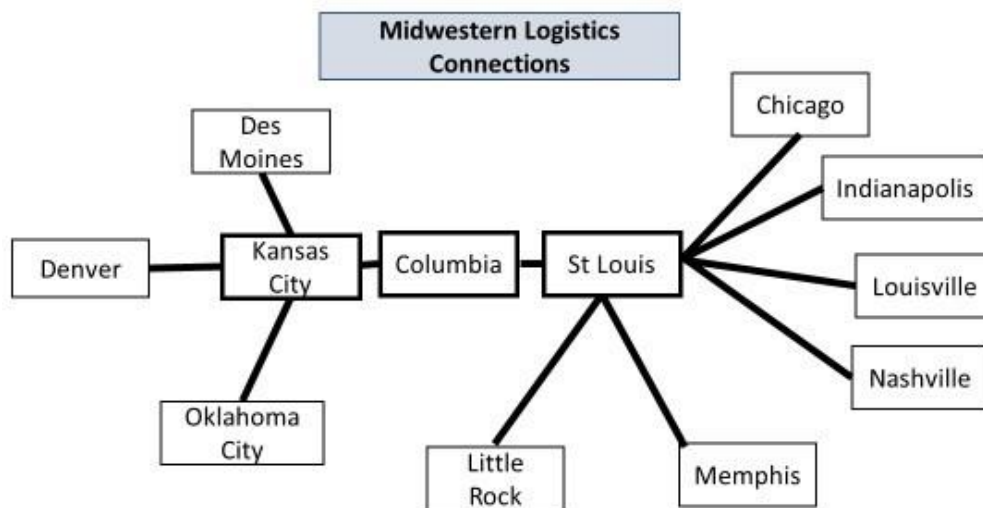 Midwestern Logistics
Connections
Chicago
Des
Moines
Indianapolis
Denver
Kansas
City
Columbia
St Louis
Louisville
Nashville
Oklahoma
City
Little
Rock
Memphis